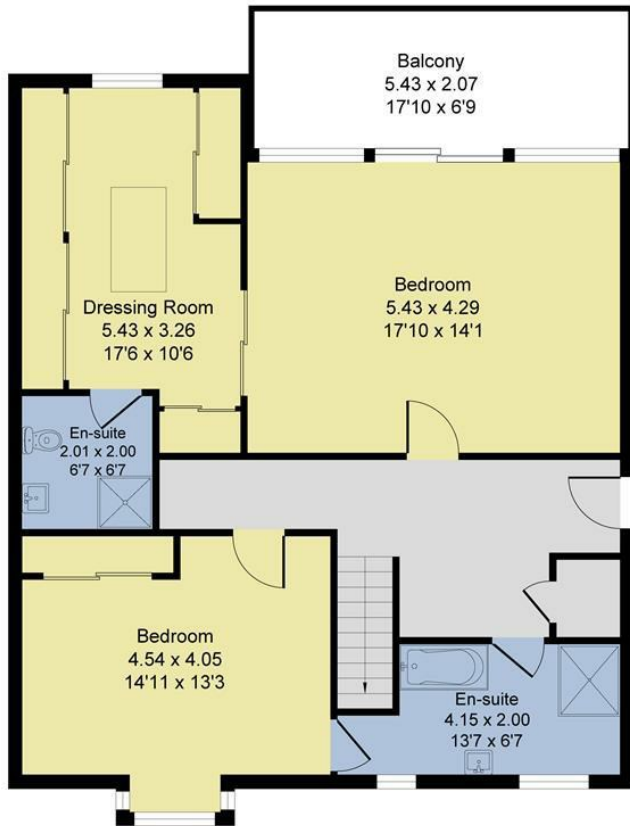 Balcony
5.43 x 2.07
17'10 x 6'9
Bedroom
5.43 x 4.29
17'10 x 14'1
Dressing Room
5.43 x 3.26
17'6 x 10'6
En-suite
2.01 x 2.00
6'7 x 6'7
Bedroom
4.54 x 4.05
14'11 x 13'3
En-suite
4.15 x 2.00
13'7 x 6'7